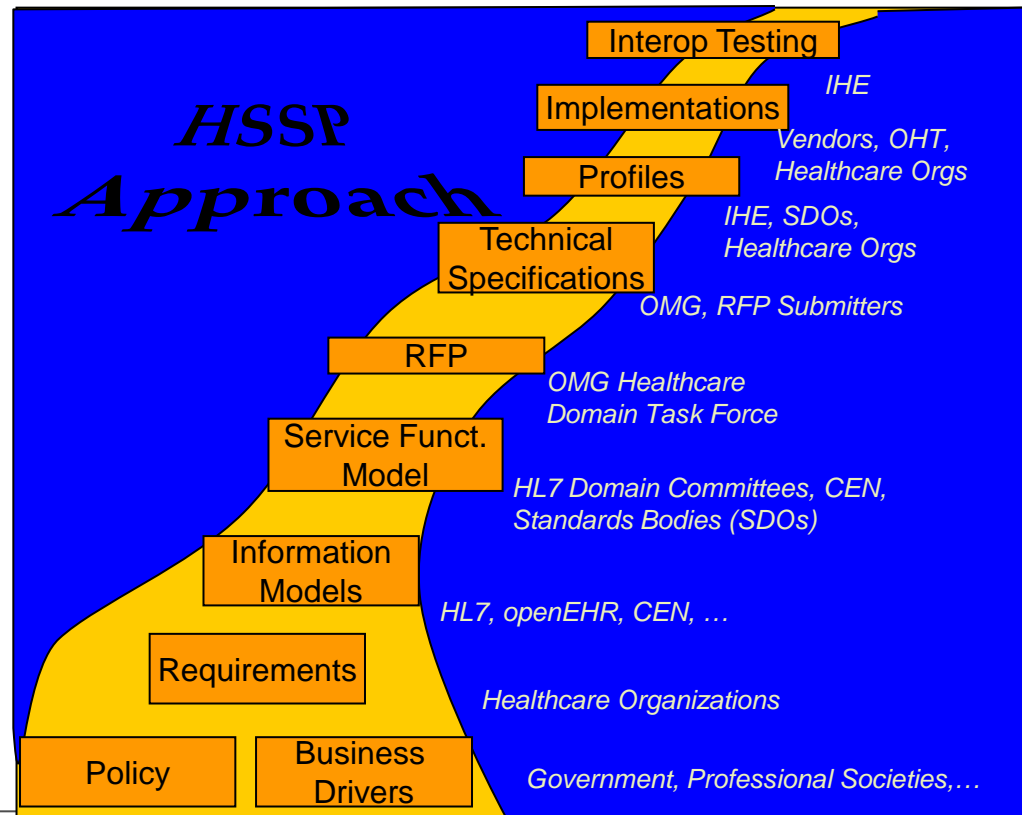 Interop Testing
IHE
HSSP
Approach
Implementations
Vendors, OHT,
Healthcare Orgs
Profiles
IHE, SDOs,
Healthcare Orgs
Technical
Specifications
OMG, RFP Submitters
RFP
OMG Healthcare
Domain Task Force
Service Funct.
Model
HL7 Domain Committees, CEN,
Standards Bodies (SDOs)
Information
Models
HL7, openEHR, CEN, …
Requirements
Healthcare Organizations
Policy
Business
Drivers
Government, Professional Societies,…